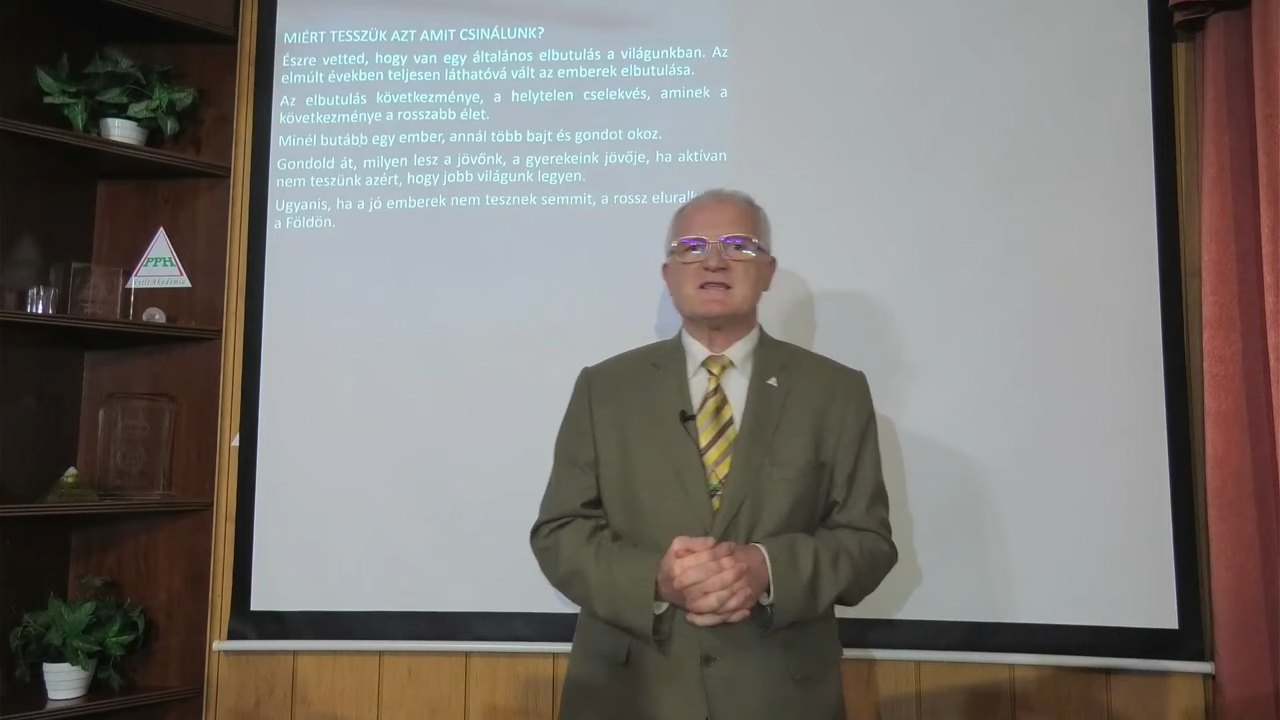 MIÉRT TESSZÜK AZT AMIT CSINÁLUNK?
Észre vetted, hogy van egy általános elbutulás a világunkban. Az
elmúlt években teljesen láthatóvá vált az emberek elbutulása.
Az elbutulás következménye, a helytelen cselekvés, aminek a
következménye a rosszabb élet.
Minél butább egy ember, annál több bajt és gondot okoz.
Gondold át, milyen lesz a jövőnk, a gyerekeink jövője, ha aktívan
nem teszünk azért, hogy jobb világunk legyen.
Ugyanis, ha a jó emberek nem tesznek semmit, a rossz
a Földön.
PPH